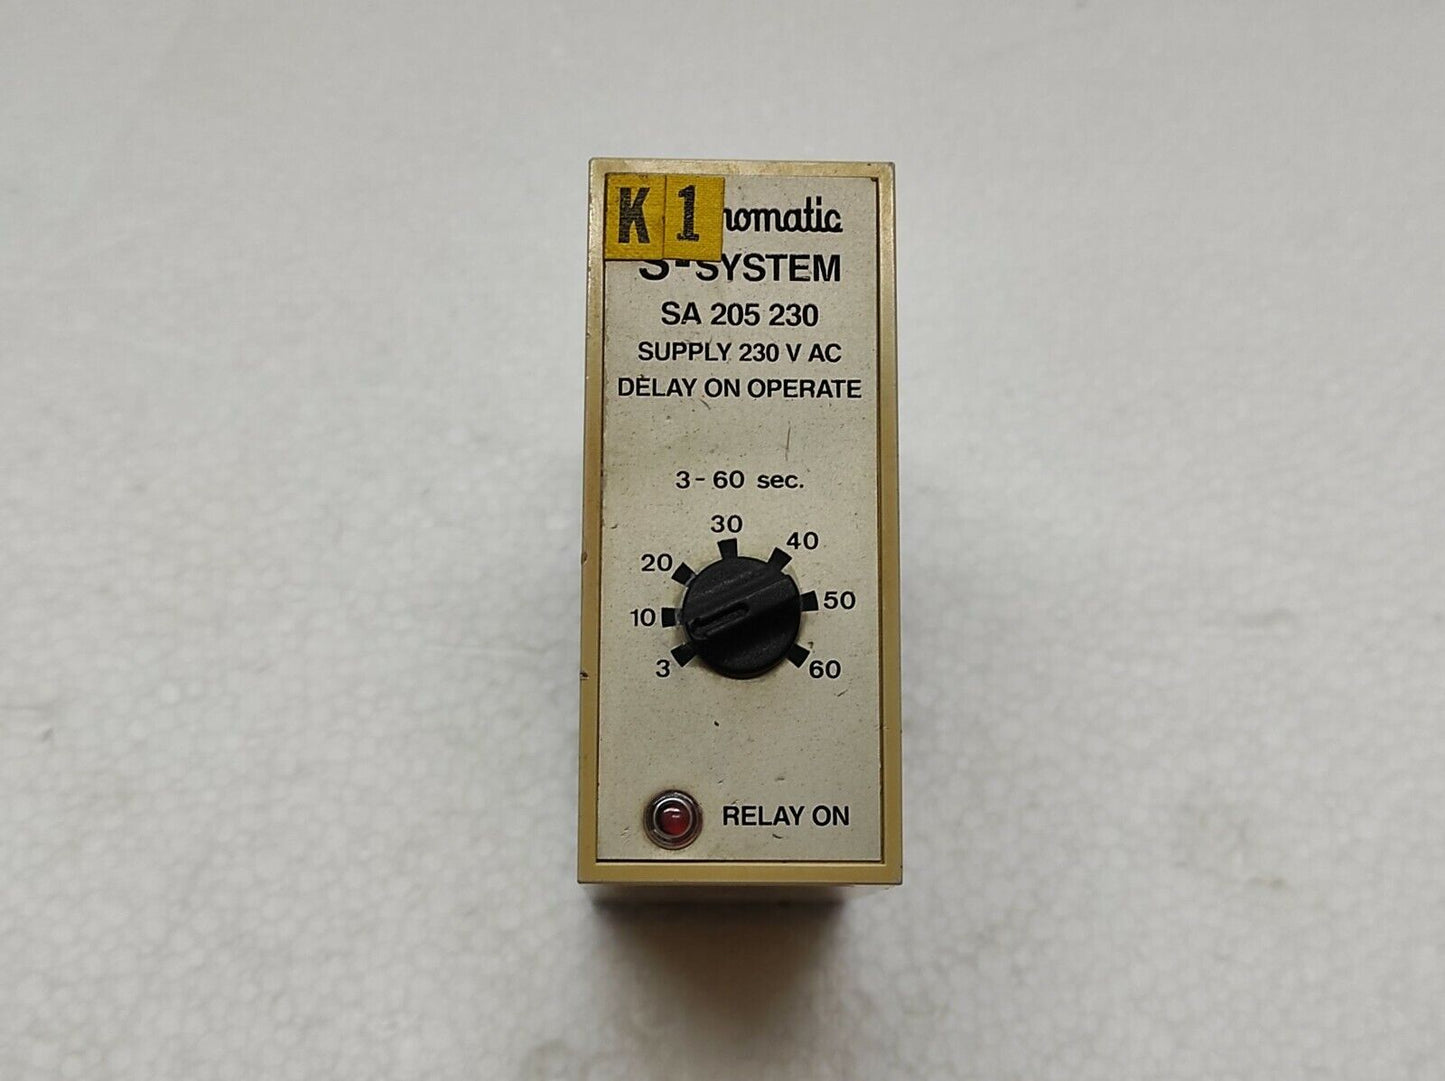 K 1 nomatic
S-SYSTEM
SA 205 230
SUPPLY 230 V AC
DELAY ON OPERATE
3-60 sec.
30
40
20
50
10
3
60
RELAY ON